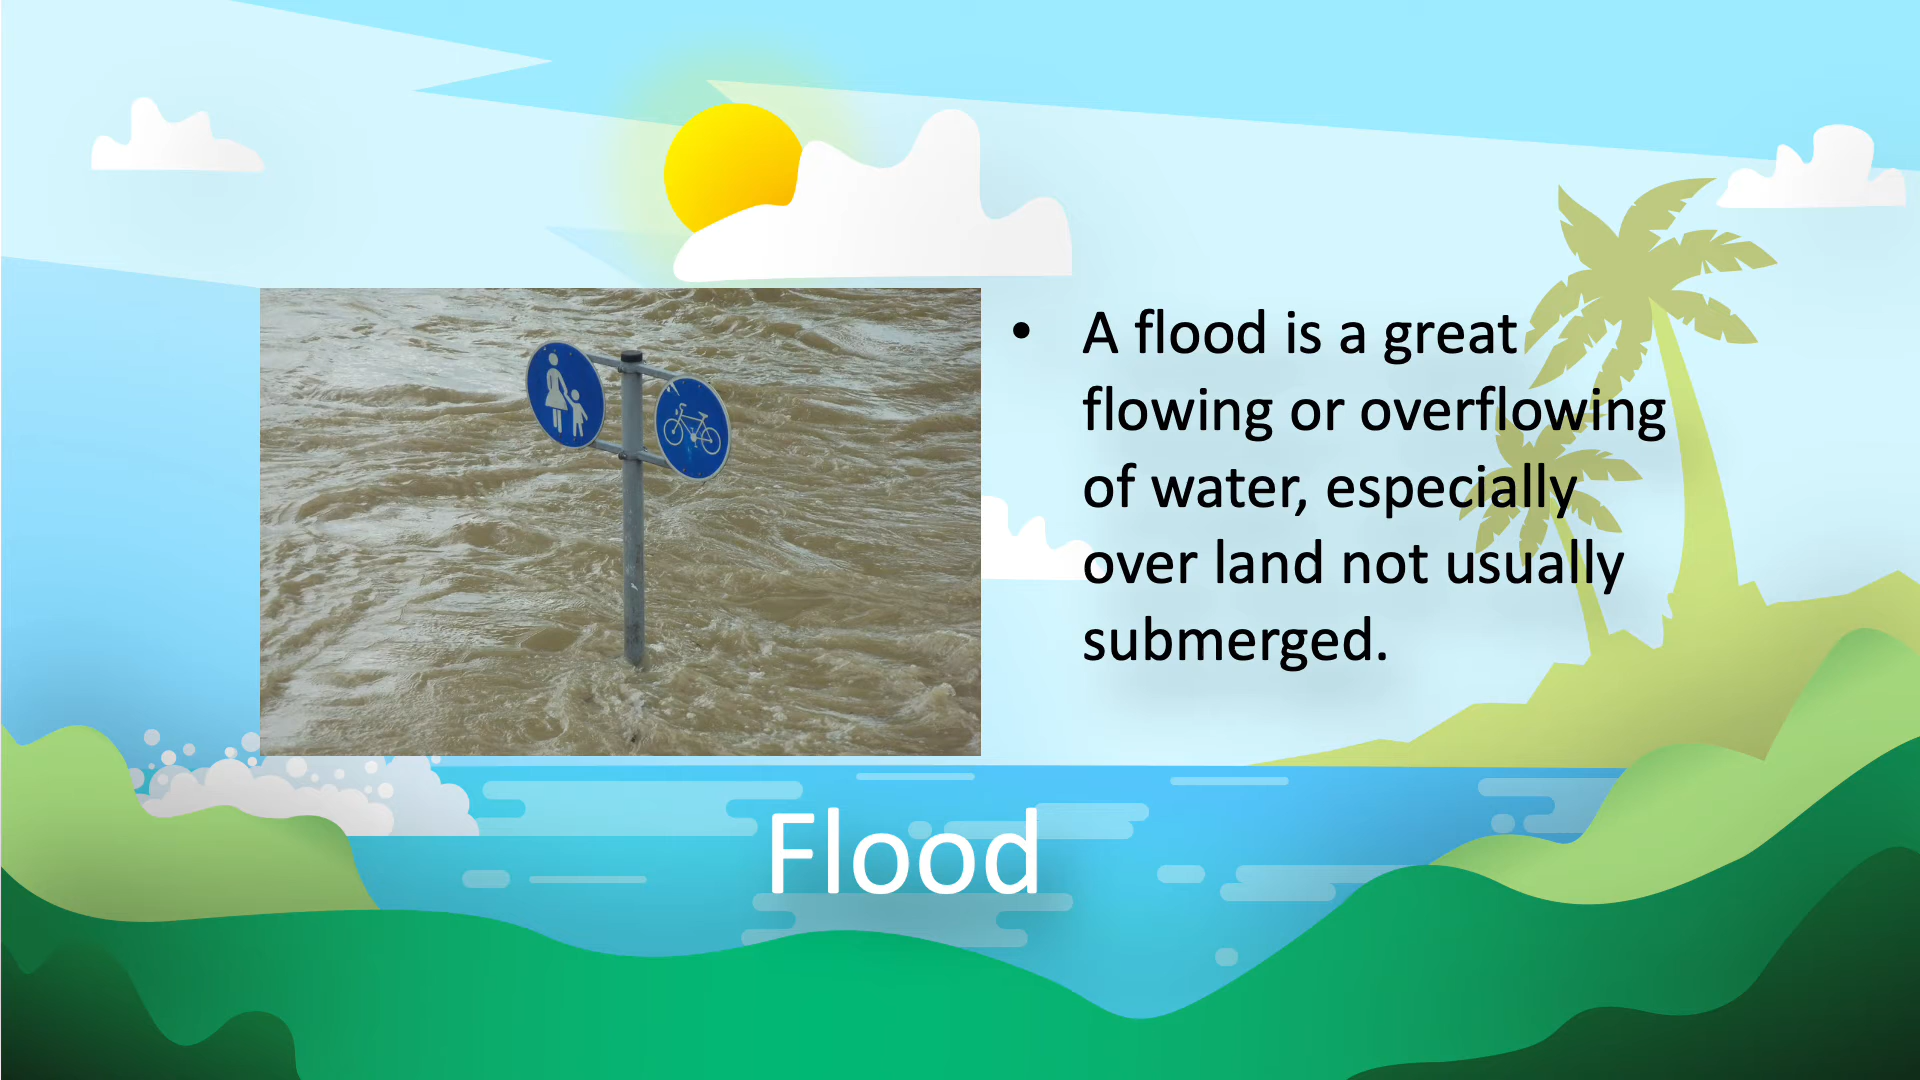 • A flood is a great
flowing or overflowing
of water, especially
over land not usually
submerged.
Flood